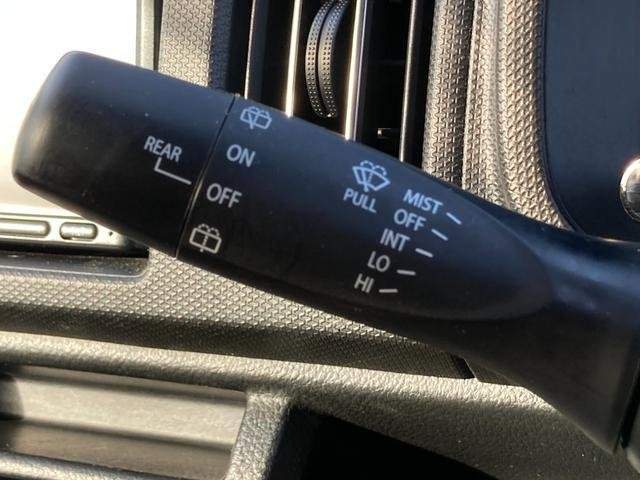 REAR
ON
OFF
PULL
MIST
OFF
INT
LO
HI